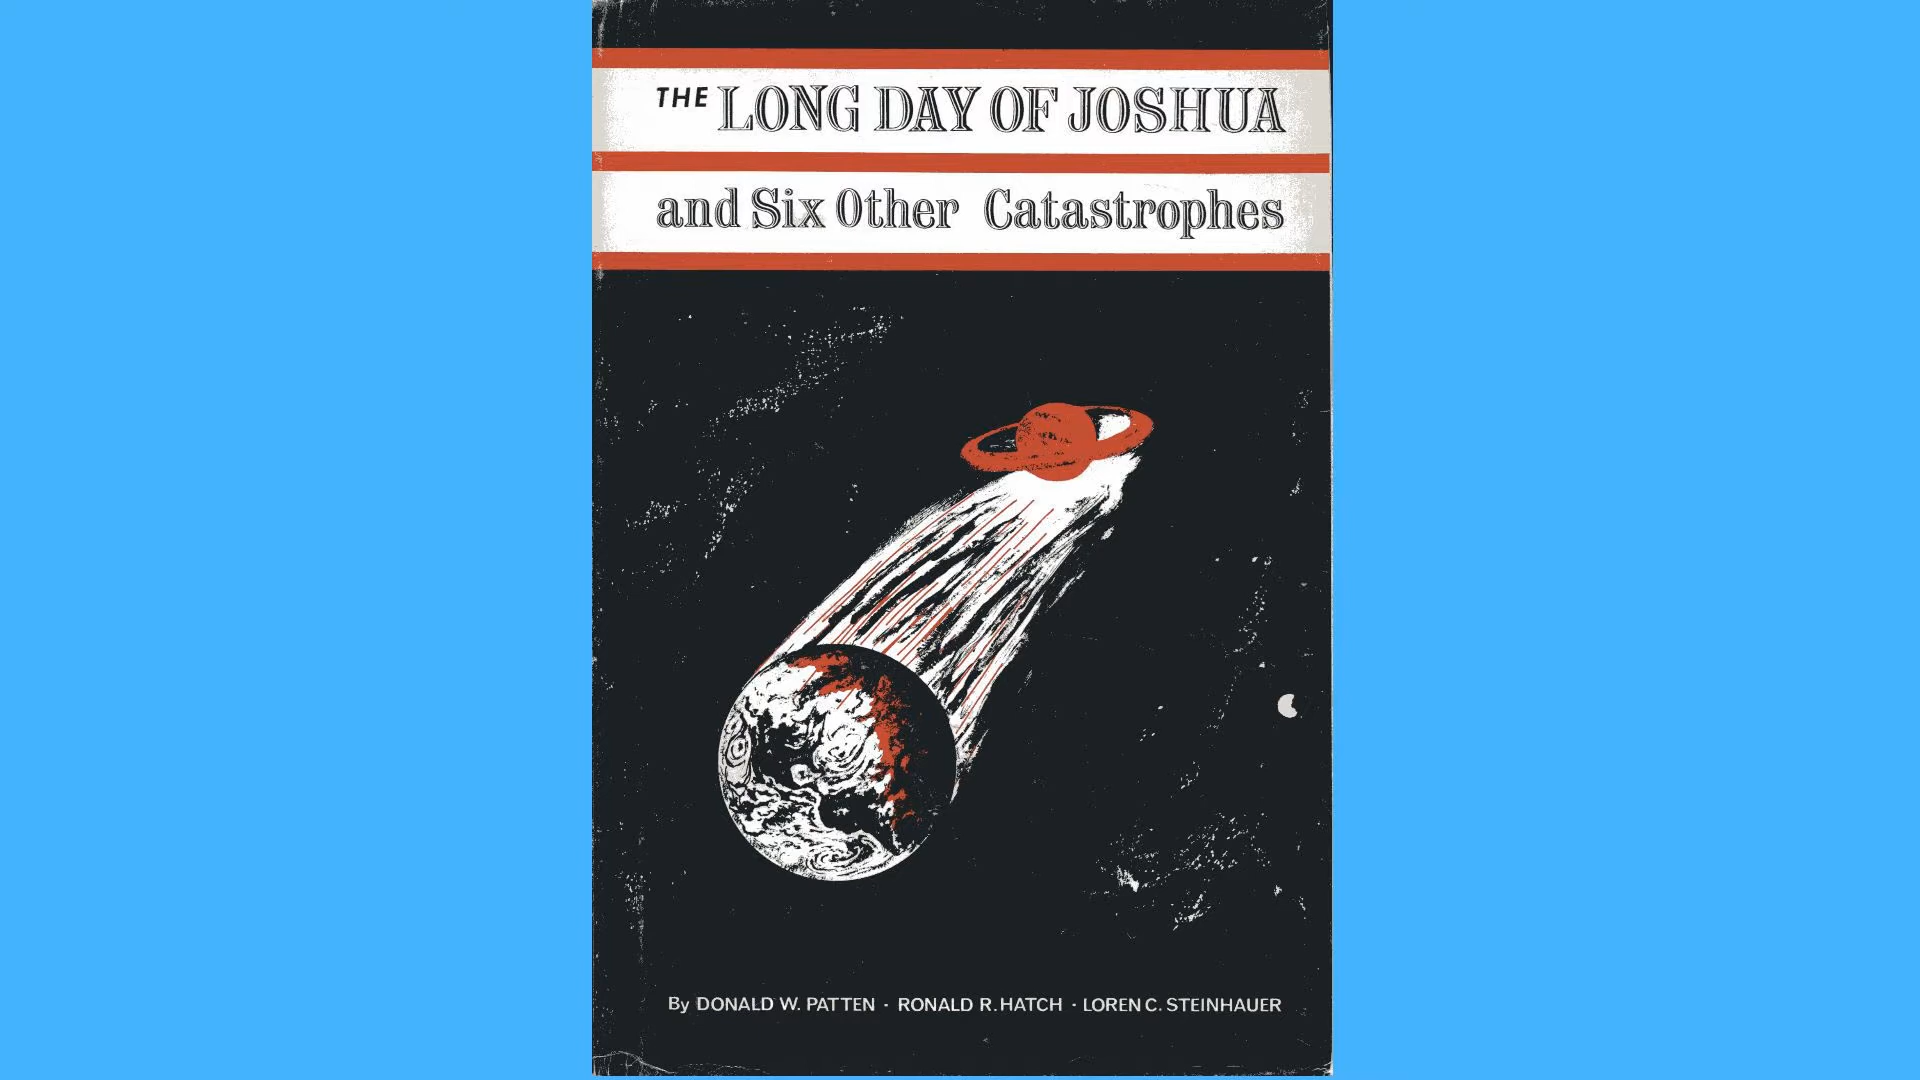 THE LONG DAY OF JOSHUA
and Six Other Catastrophes
By DONALD W. PATTEN · RONALD R. HATCH · LOREN C. STEINHAUER